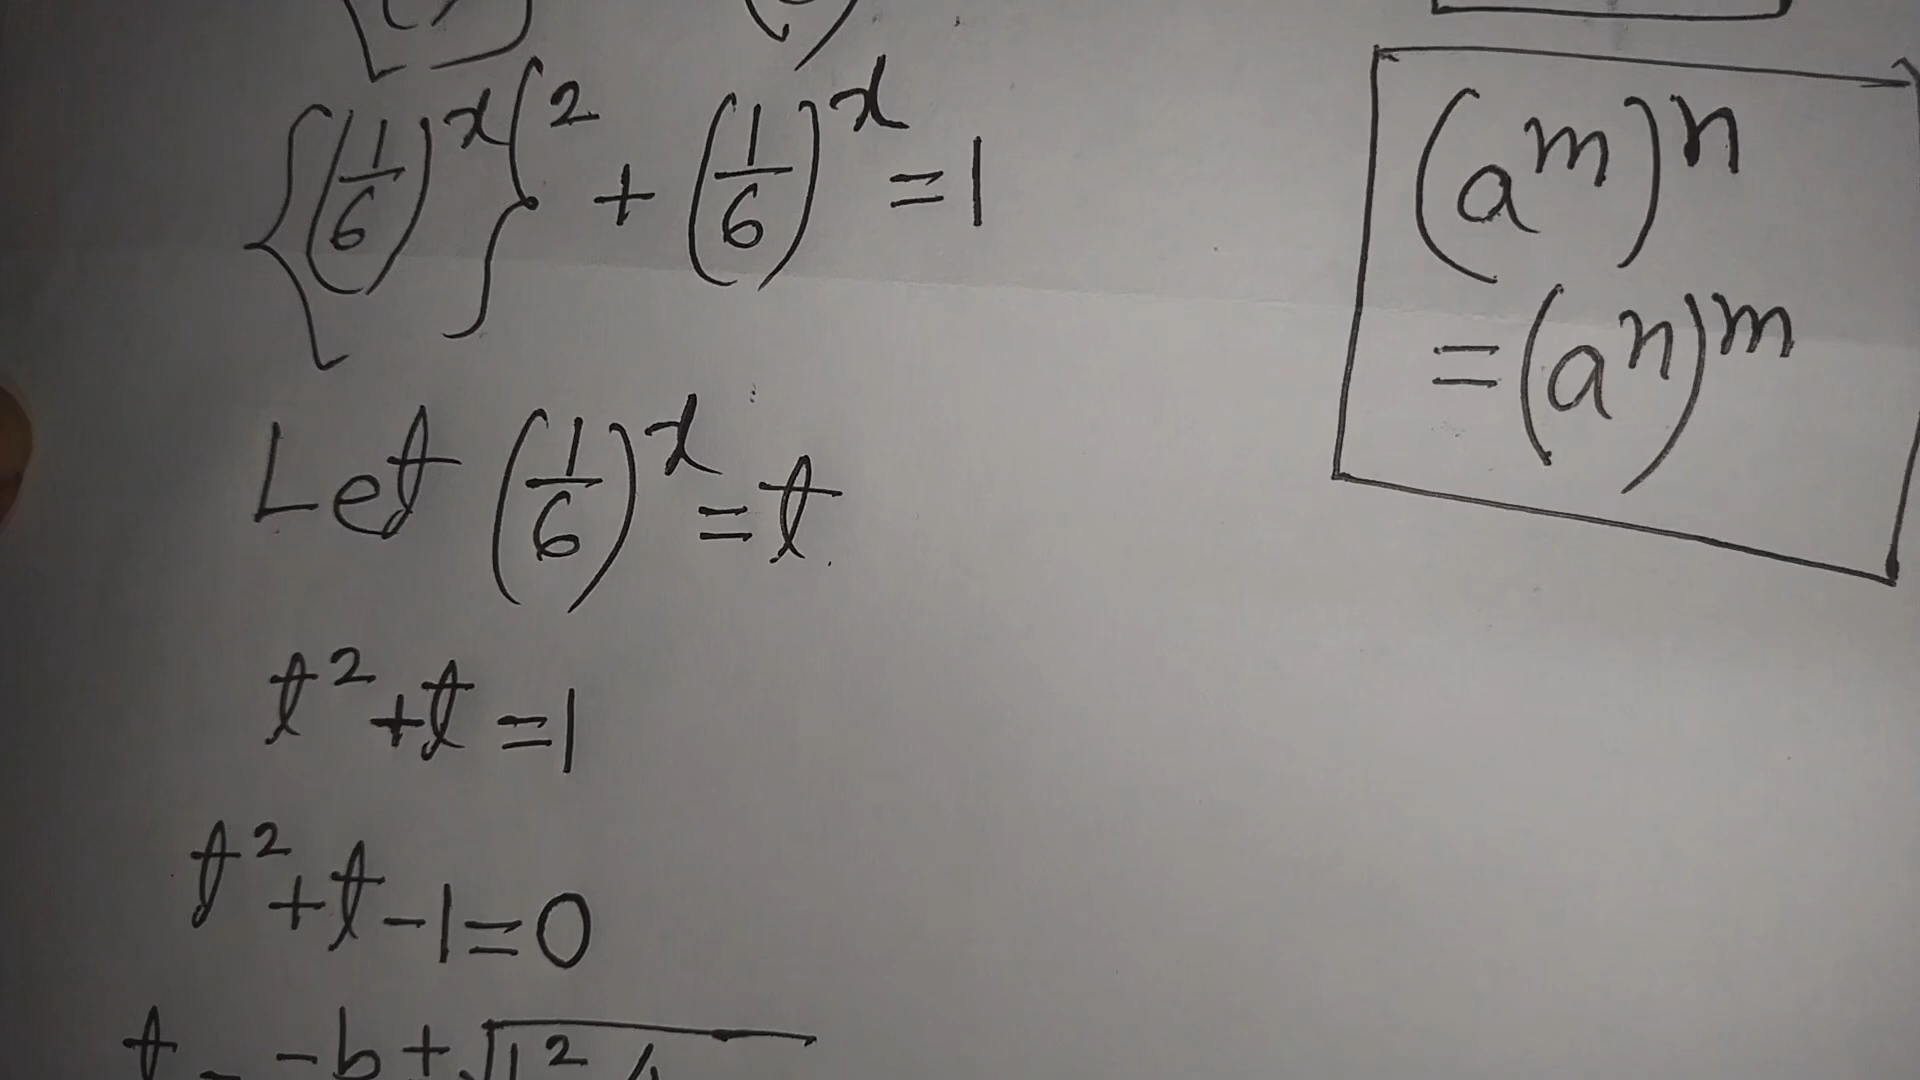 {(1/6)^x}^2 + (1/6)^x = 1
(a^m)^n
= (a^n)^m
Let (1/6)^x = t
t^2 + t = 1
t^2 + t - 1 = 0